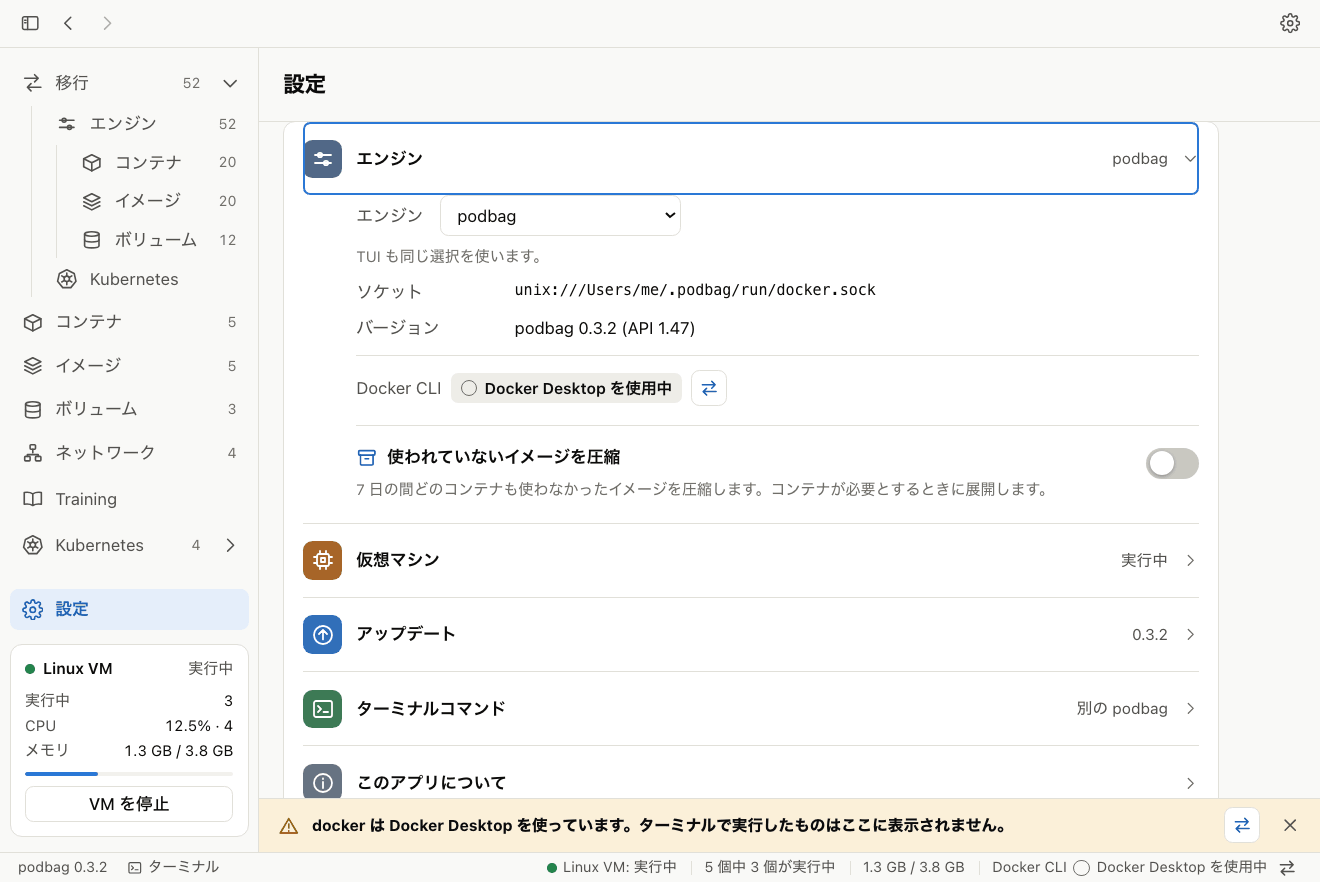 移行 52
エンジン 52
コンテナ 20
イメージ 20
ボリューム 12
Kubernetes
コンテナ 5
イメージ 5
ボリューム 3
ネットワーク 4
Training
Kubernetes 4
設定
Linux VM 実行中
実行中 3
CPU 12.5% · 4
メモリ 1.3 GB / 3.8 GB
VM を停止
設定
エンジン podbag
エンジン podbag
TUI も同じ選択を使います。
ソケット unix:///Users/me/.podbag/run/docker.sock
バージョン podbag 0.3.2 (API 1.47)
Docker CLI Docker Desktop を使用中
使われていないイメージを圧縮
7 日の間どのコンテナも使わなかったイメージを圧縮します。コンテナが必要とするときに展開します。
仮想マシン 実行中
アップデート 0.3.2
ターミナルコマンド 別の podbag
このアプリについて
docker は Docker Desktop を使っています。ターミナルで実行したものはここに表示されません。
podbag 0.3.2 ターミナル Linux VM: 実行中 5 個中 3 個が実行中 1.3 GB / 3.8 GB Docker CLI Docker Desktop を使用中